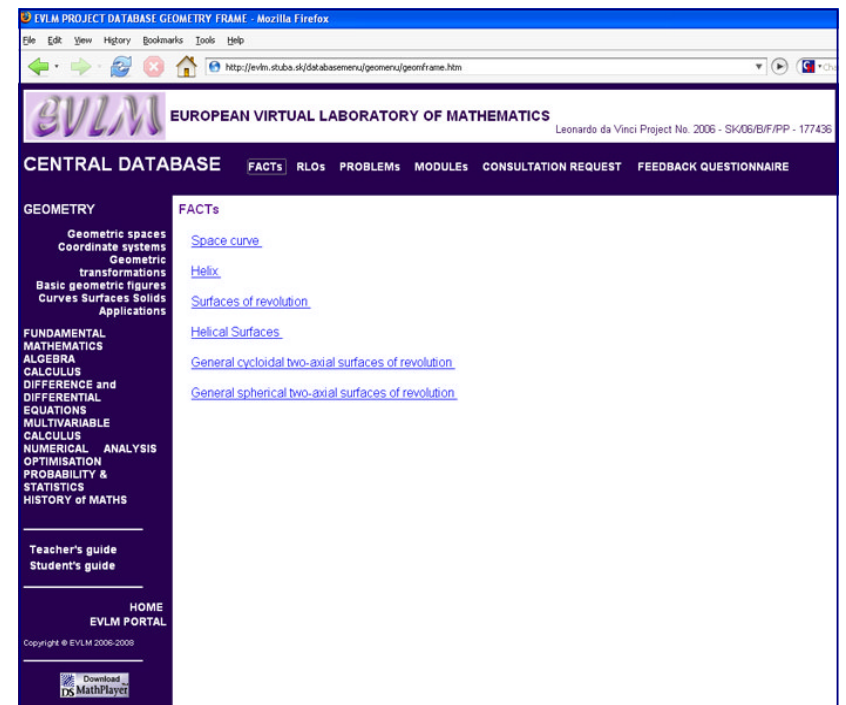 EVLM PROJECT DATABASE GEOMETRY FRAME - Mozilla Firefox
File Edit View History Bookmarks Tools Help
http://evlm.stuba.sk/databasemenu/geomenu/geomframe.htm
EVLM
EUROPEAN VIRTUAL LABORATORY OF MATHEMATICS
Leonardo da Vinci Project No. 2006 - SK/06/B/F/PP - 177436
CENTRAL DATABASE FACTs RLOs PROBLEMs MODULEs CONSULTATION REQUEST FEEDBACK QUESTIONNAIRE
GEOMETRY
Geometric spaces
Coordinate systems
Geometric
transformations
Basic geometric figures
Curves Surfaces Solids
Applications
FUNDAMENTAL
MATHEMATICS
ALGEBRA
CALCULUS
DIFFERENCE and
DIFFERENTIAL
EQUATIONS
MULTIVARIABLE
CALCULUS
NUMERICAL ANALYSIS
OPTIMISATION
PROBABILITY &
STATISTICS
HISTORY of MATHS
Teacher's guide
Student's guide
HOME
EVLM PORTAL
Copyright © EVLM 2006-2008
Download
DS MathPlayer
FACTs
Space curve
Helix
Surfaces of revolution
Helical Surfaces
General cycloidal two-axial surfaces of revolution
General spherical two-axial surfaces of revolution